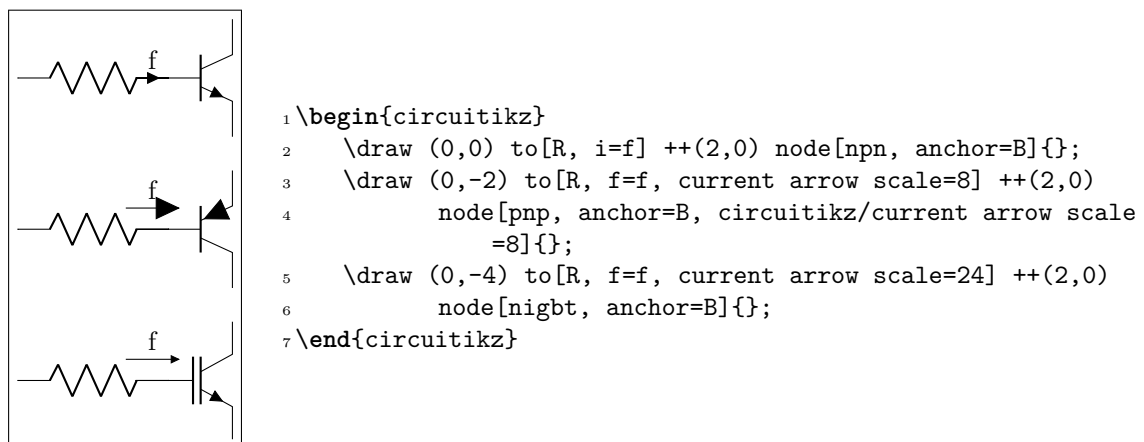 f
f
f
1 \begin{circuitikz}
2 \draw (0,0) to[R, i=f] ++(2,0) node[npn, anchor=B]{};
3 \draw (0,-2) to[R, f=f, current arrow scale=8] ++(2,0)
4 node[pnp, anchor=B, circuitikz/current arrow scale
=8]{};
5 \draw (0,-4) to[R, f=f, current arrow scale=24] ++(2,0)
6 node[nigbt, anchor=B]{};
7 \end{circuitikz}